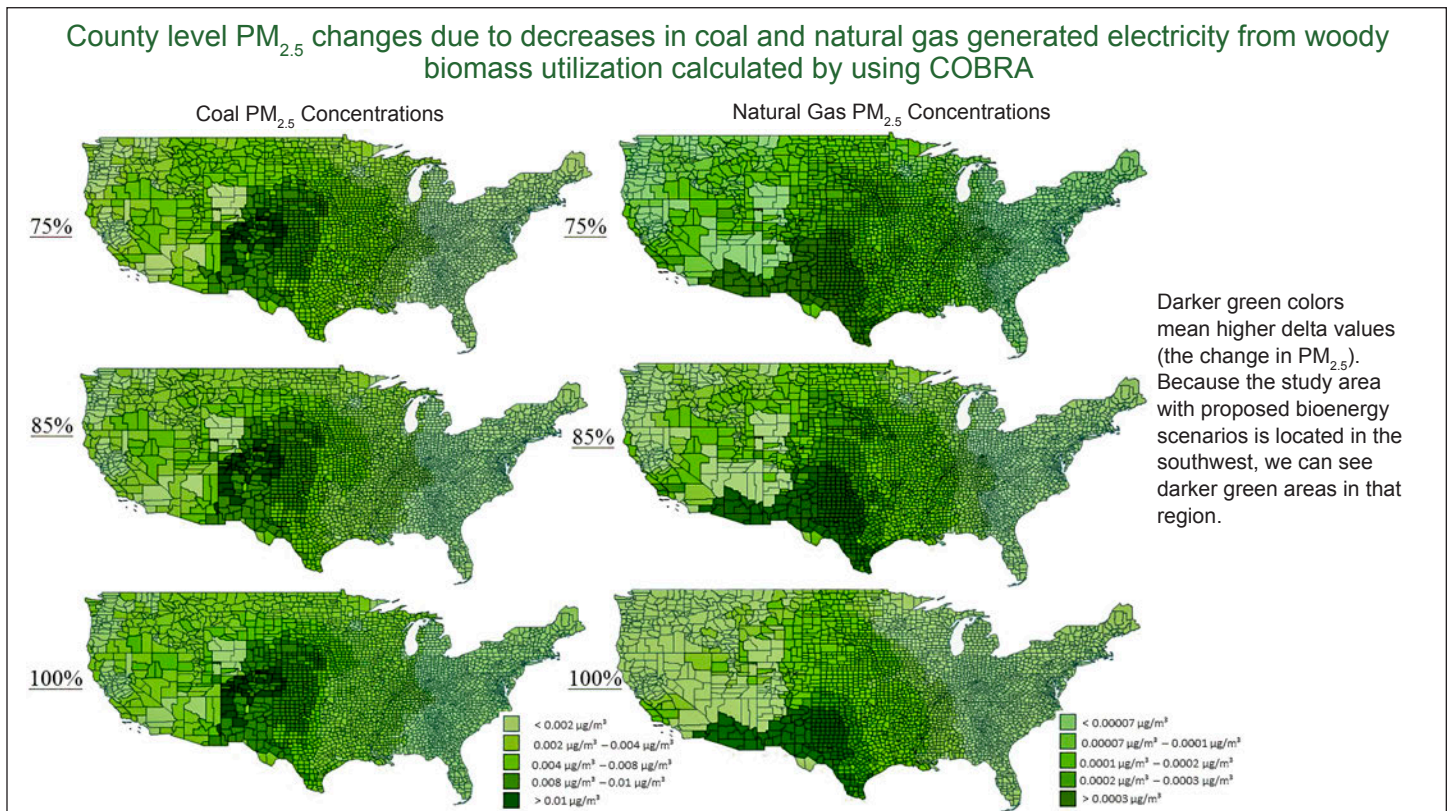 County level PM2.5 changes due to decreases in coal and natural gas generated electricity from woody
biomass utilization calculated by using COBRA
Coal PM2.5 Concentrations
Natural Gas PM2.5 Concentrations
75%
75%
85%
85%
100%
100%
Darker green colors
mean higher delta values
(the change in PM2.5).
Because the study area
with proposed bioenergy
scenarios is located in the
southwest, we can see
darker green areas in that
region.
< 0.002 µg/m³
0.002 µg/m³ – 0.004 µg/m³
0.004 µg/m³ – 0.008 µg/m³
0.008 µg/m³ – 0.01 µg/m³
> 0.01 µg/m³
< 0.00007 µg/m³
0.00007 µg/m³ – 0.0001 µg/m³
0.0001 µg/m³ – 0.0002 µg/m³
0.0002 µg/m³ – 0.0003 µg/m³
> 0.0003 µg/m³